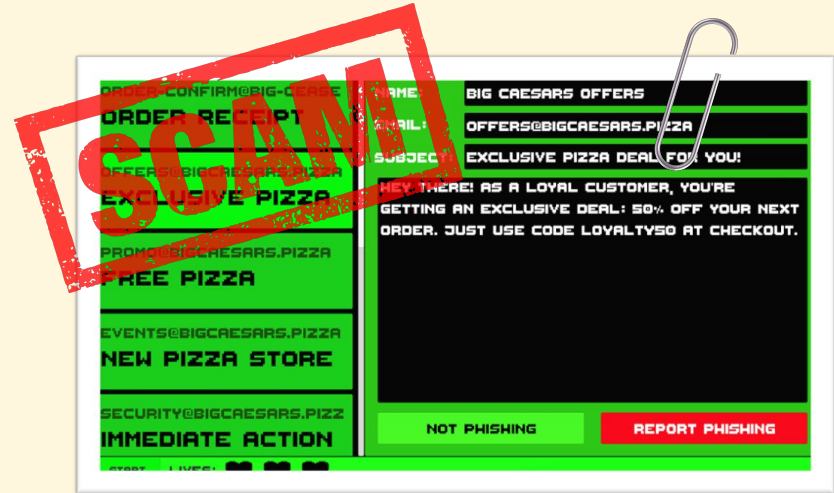 SCAM
ORDER-CONFIRM@BIG-CEASE
ORDER RECEIPT
OFFERS@BIGCAESARS.PIZZA
EXCLUSIVE PIZZA
PROMO@BIGCAESARS.PIZZA
FREE PIZZA
EVENTS@BIGCAESARS.PIZZA
NEW PIZZA STORE
SECURITY@BIGCAESARS.PIZZ
IMMEDIATE ACTION
START LIVES:
NAME: BIG CAESARS OFFERS
EMAIL: OFFERS@BIGCAESARS.PIZZA
SUBJECT: EXCLUSIVE PIZZA DEAL FOR YOU!
HEY THERE! AS A LOYAL CUSTOMER, YOU'RE
GETTING AN EXCLUSIVE DEAL: 50% OFF YOUR NEXT
ORDER. JUST USE CODE LOYALTY50 AT CHECKOUT.
NOT PHISHING
REPORT PHISHING